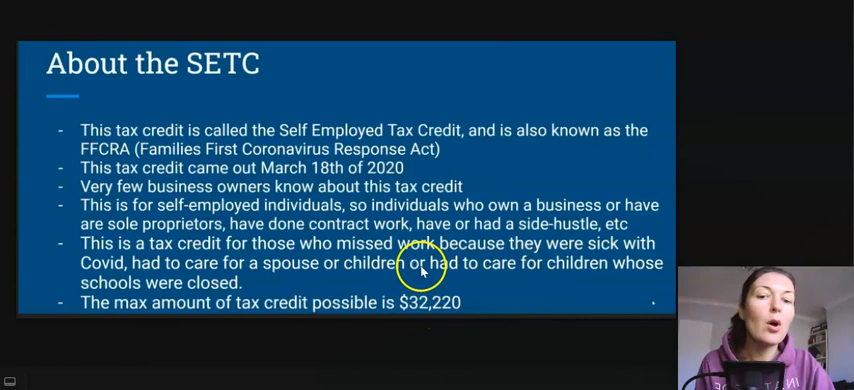 About the SETC
- This tax credit is called the Self Employed Tax Credit, and is also known as the
FFCRA (Families First Coronavirus Response Act)
- This tax credit came out March 18th of 2020
- Very few business owners know about this tax credit
- This is for self-employed individuals, so individuals who own a business or have
are sole proprietors, have done contract work, have or had a side-hustle, etc
- This is a tax credit for those who missed work because they were sick with
Covid, had to care for a spouse or children or had to care for children whose
schools were closed.
- The max amount of tax credit possible is $32,220